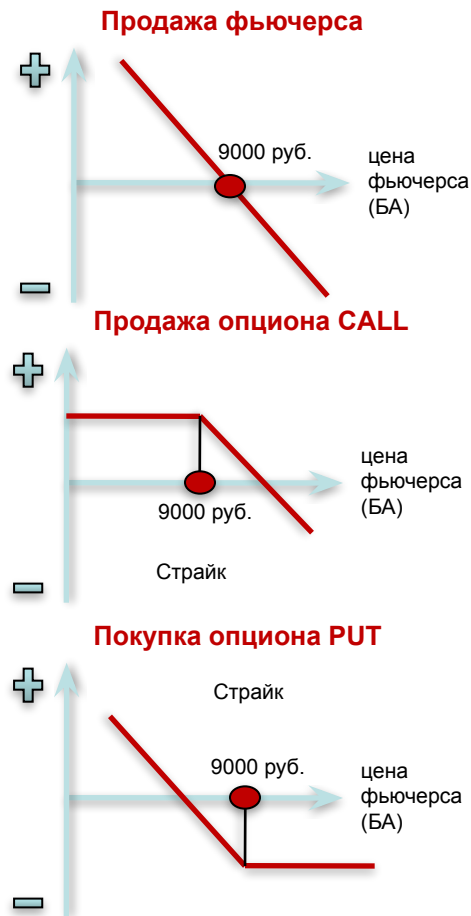 Продажа фьючерса
9000 руб.
цена
фьючерса
(БА)
Продажа опциона CALL
цена
фьючерса
(БА)
9000 руб.
Страйк
Покупка опциона PUT
Страйк
9000 руб.
цена
фьючерса
(БА)